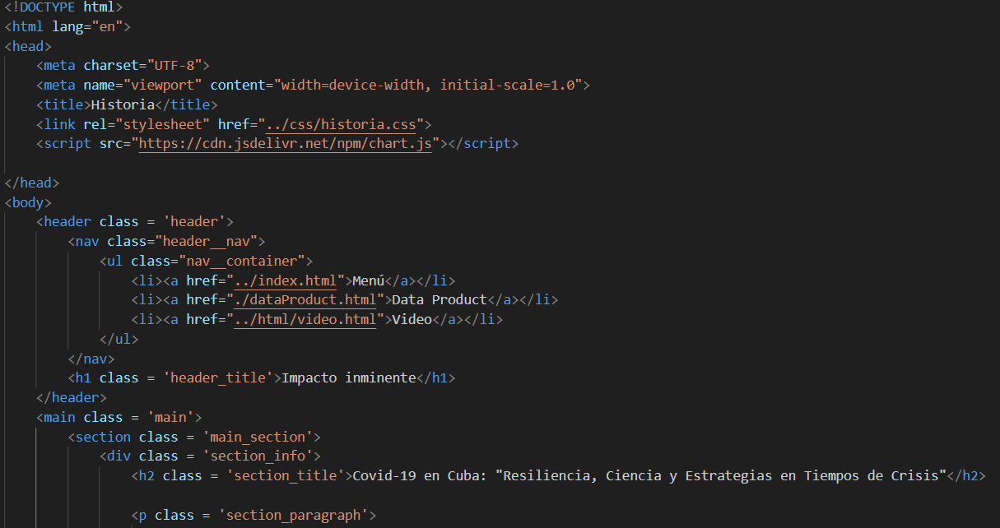 <!DOCTYPE html>
<html lang="en">
<head>
    <meta charset="UTF-8">
    <meta name="viewport" content="width=device-width, initial-scale=1.0">
    <title>Historia</title>
    <link rel="stylesheet" href="../css/historia.css">
    <script src="https://cdn.jsdelivr.net/npm/chart.js"></script>

</head>
<body>
    <header class = 'header'>
        <nav class="header__nav">
            <ul class="nav__container">
                <li><a href="../index.html">Menú</a></li>
                <li><a href="./dataProduct.html">Data Product</a></li>
                <li><a href="../html/video.html">Video</a></li>
            </ul>
        </nav>
        <h1 class = 'header_title'>Impacto inminente</h1>
    </header>
    <main class = 'main'>
        <section class = 'main_section'>
            <div class = 'section_info'>
                <h2 class = 'section_title'>Covid-19 en Cuba: "Resiliencia, Ciencia y Estrategias en Tiempos de Crisis"</h2>

                <p class = 'section_paragraph'>